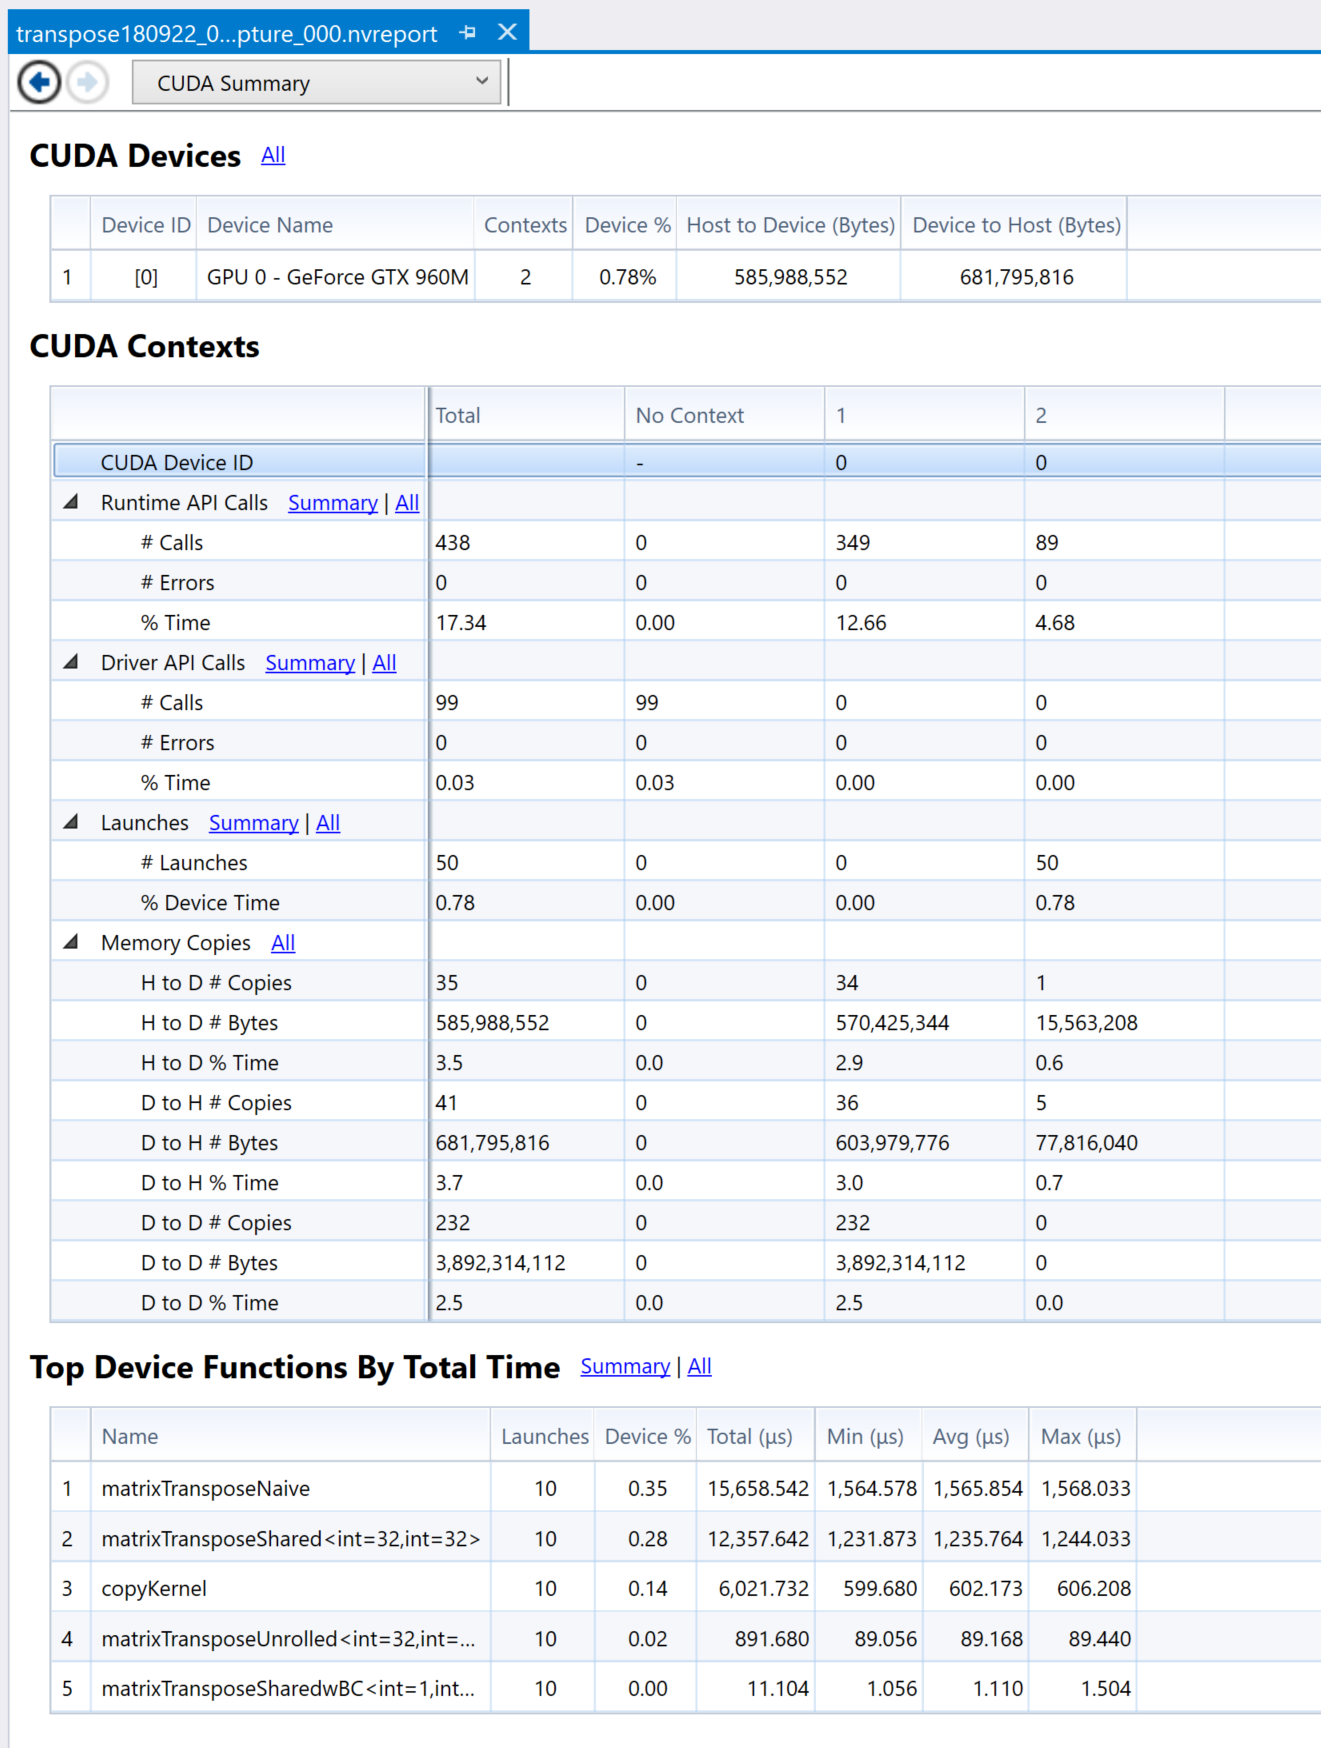 transpose180922_0...pture_000.nvreport
CUDA Summary
CUDA Devices All
Device ID Device Name Contexts Device % Host to Device (Bytes) Device to Host (Bytes)
1 [0] GPU 0 - GeForce GTX 960M 2 0.78% 585,988,552 681,795,816
CUDA Contexts
Total No Context 1 2
CUDA Device ID - 0 0
Runtime API Calls Summary | All
# Calls 438 0 349 89
# Errors 0 0 0 0
% Time 17.34 0.00 12.66 4.68
Driver API Calls Summary | All
# Calls 99 99 0 0
# Errors 0 0 0 0
% Time 0.03 0.03 0.00 0.00
Launches Summary | All
# Launches 50 0 0 50
% Device Time 0.78 0.00 0.00 0.78
Memory Copies All
H to D # Copies 35 0 34 1
H to D # Bytes 585,988,552 0 570,425,344 15,563,208
H to D % Time 3.5 0.0 2.9 0.6
D to H # Copies 41 0 36 5
D to H # Bytes 681,795,816 0 603,979,776 77,816,040
D to H % Time 3.7 0.0 3.0 0.7
D to D # Copies 232 0 232 0
D to D # Bytes 3,892,314,112 0 3,892,314,112 0
D to D % Time 2.5 0.0 2.5 0.0
Top Device Functions By Total Time Summary | All
Name Launches Device % Total (µs) Min (µs) Avg (µs) Max (µs)
1 matrixTransposeNaive 10 0.35 15,658.542 1,564.578 1,565.854 1,568.033
2 matrixTransposeShared<int=32,int=32> 10 0.28 12,357.642 1,231.873 1,235.764 1,244.033
3 copyKernel 10 0.14 6,021.732 599.680 602.173 606.208
4 matrixTransposeUnrolled<int=32,int=... 10 0.02 891.680 89.056 89.168 89.440
5 matrixTransposeSharedwBC<int=1,int... 10 0.00 11.104 1.056 1.110 1.504